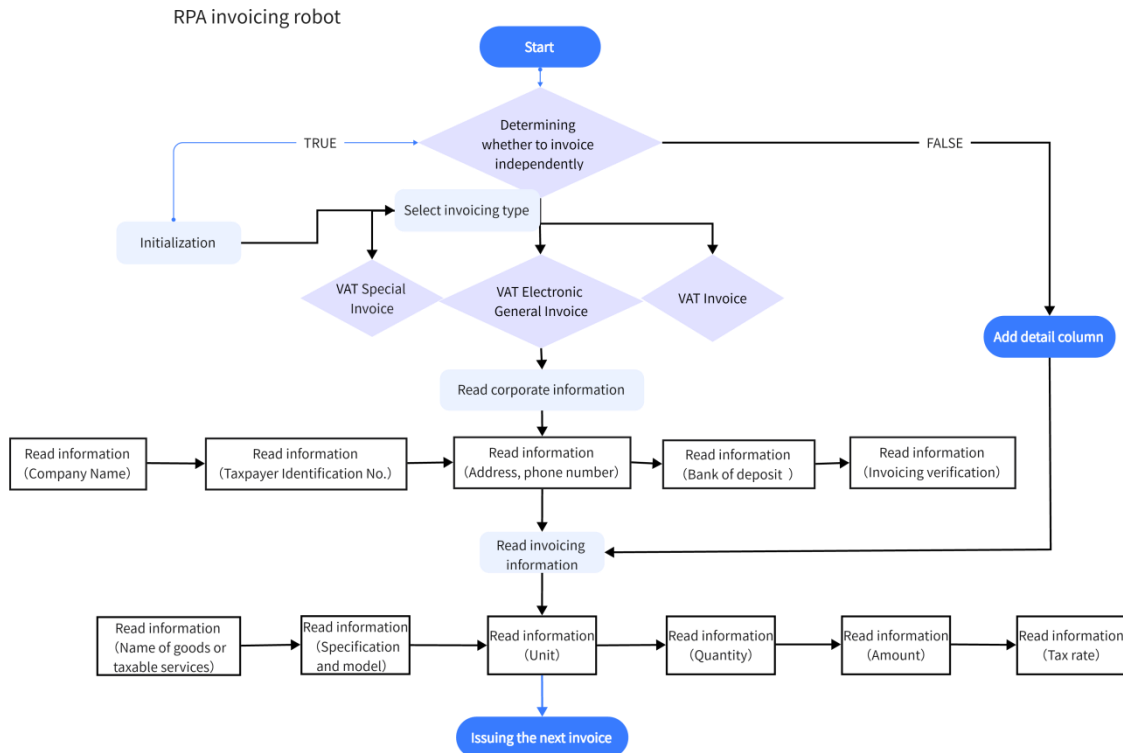 RPA invoicing robot
Start
Determining
whether to invoice
independently
TRUE
FALSE
Select invoicing type
Initialization
VAT Special
Invoice
VAT Electronic
General Invoice
VAT Invoice
Add detail column
Read corporate information
Read information
（Company Name）
Read information
（Taxpayer Identification No.）
Read information
（Address, phone number）
Read information
（Bank of deposit ）
Read information
（Invoicing verification）
Read invoicing
information
Read information
（Name of goods or
taxable services）
Read information
（Specification
and model）
Read information
（Unit）
Read information
（Quantity）
Read information
（Amount）
Read information
（Tax rate）
Issuing the next invoice